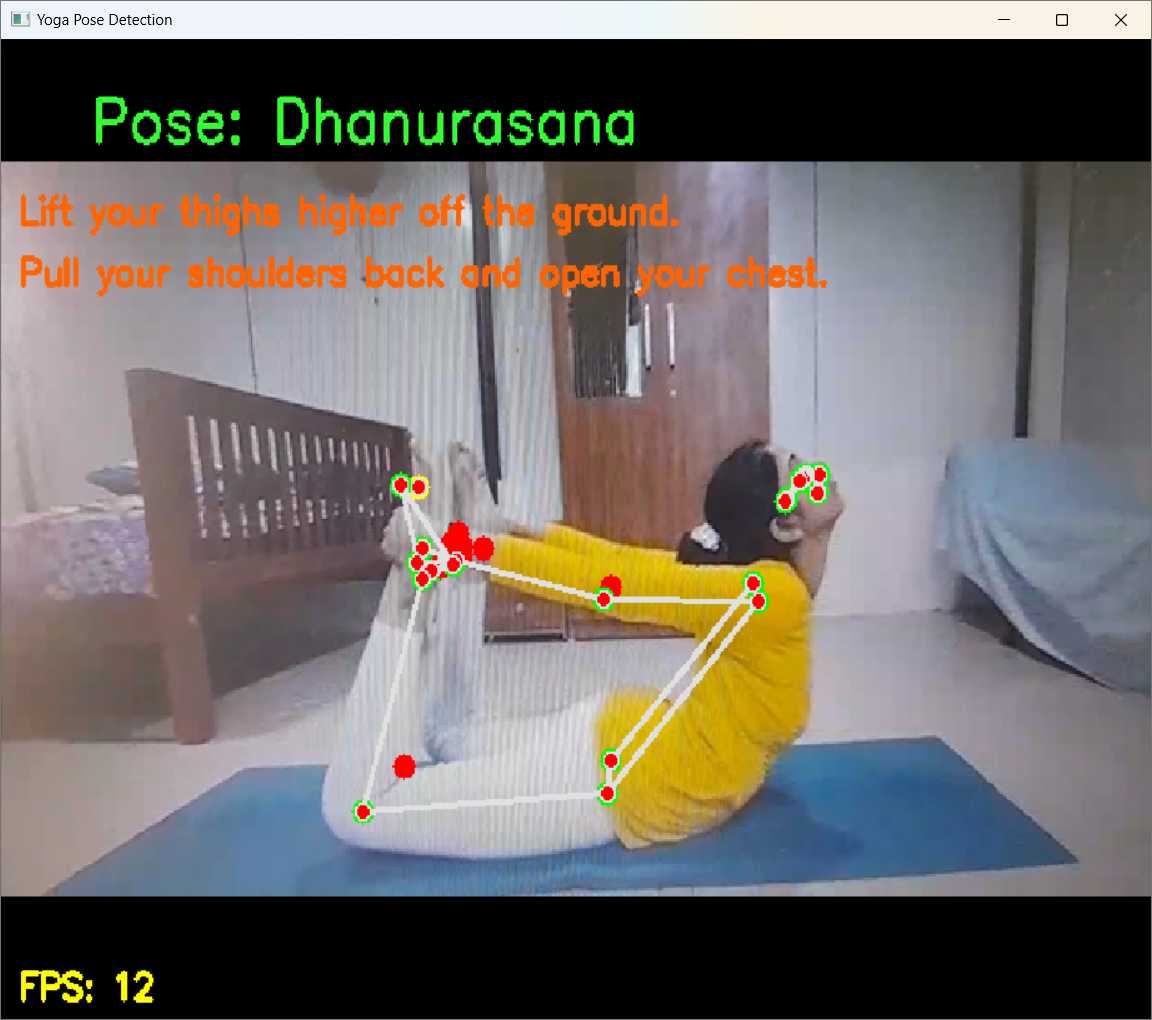 Yoga Pose Detection
Pose: Dhanurasana
Lift your thighs higher off the ground.
Pull your shoulders back and open your chest.
FPS: 12